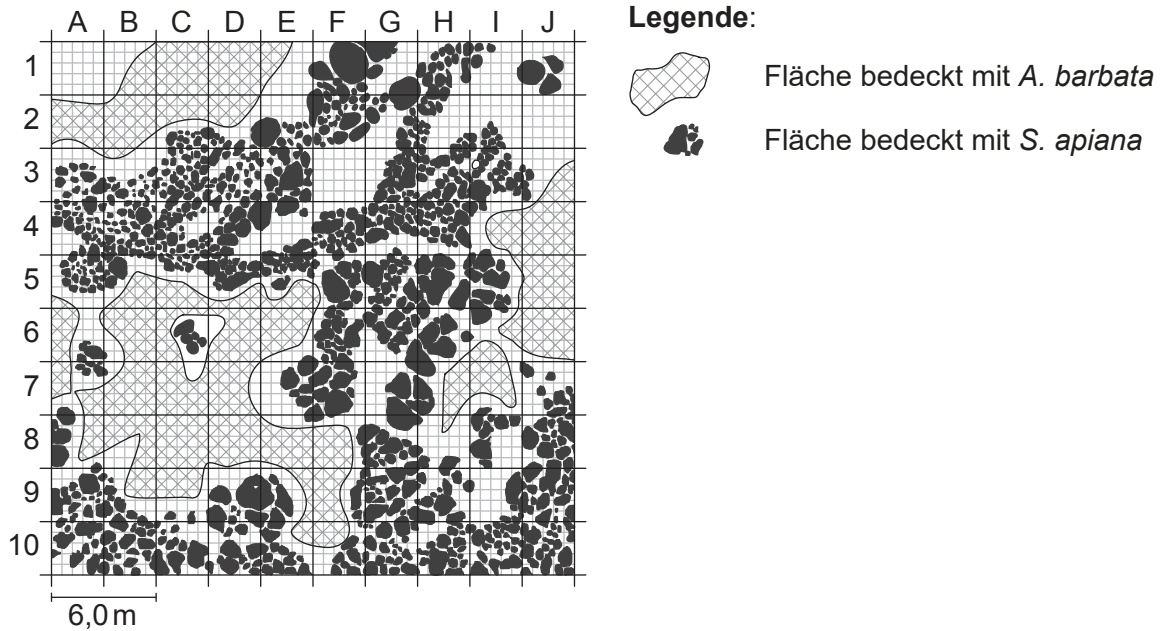 A B C D E F G H I J
1
2
3
4
5
6
7
8
9
10
6,0 m
Legende:
Fläche bedeckt mit A. barbata
Fläche bedeckt mit S. apiana